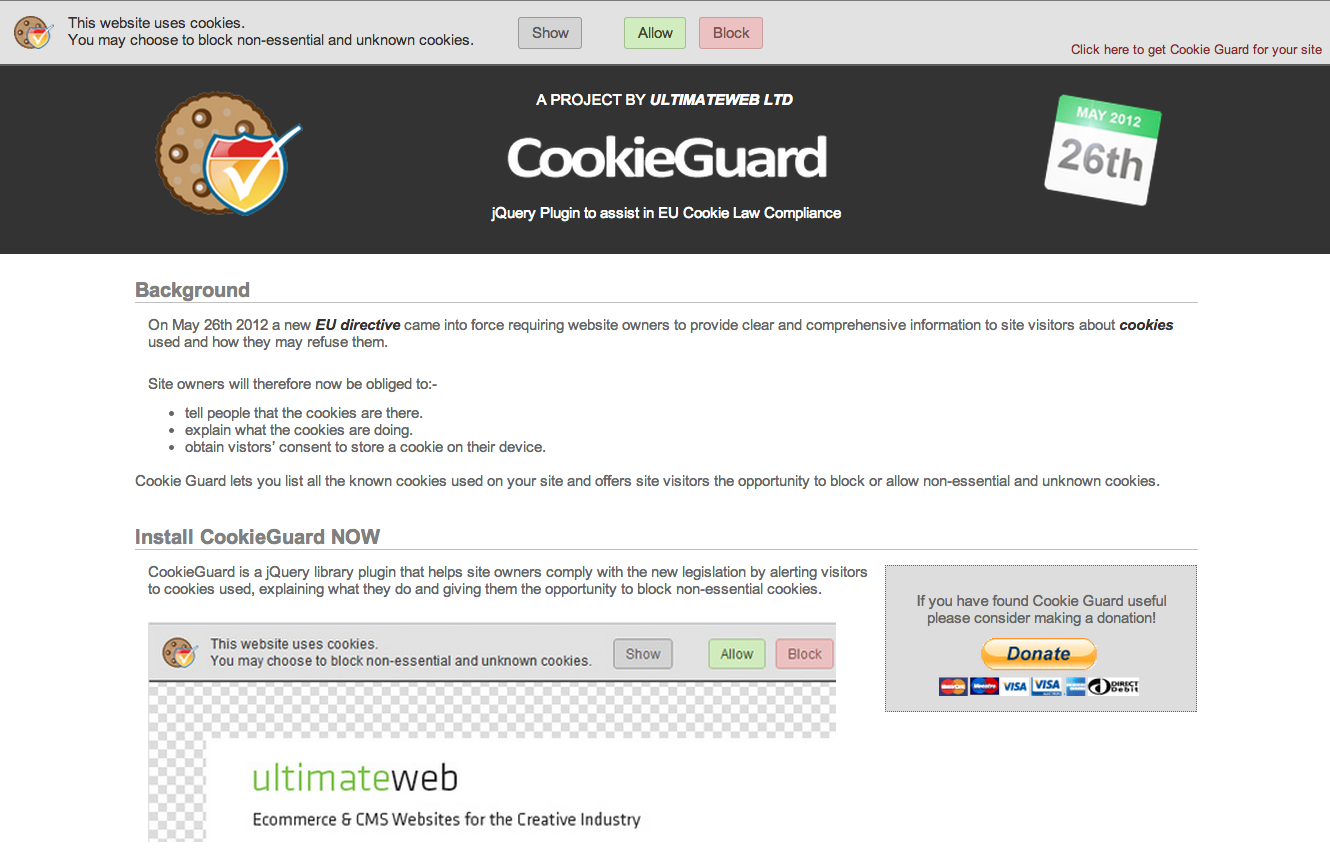 This website uses cookies.
You may choose to block non-essential and unknown cookies.
Show
Allow
Block
Click here to get Cookie Guard for your site
A PROJECT BY ULTIMATEWEB LTD
CookieGuard
jQuery Plugin to assist in EU Cookie Law Compliance
MAY 2012
26th
Background
On May 26th 2012 a new EU directive came into force requiring website owners to provide clear and comprehensive information to site visitors about cookies
used and how they may refuse them.
Site owners will therefore now be obliged to:-
• tell people that the cookies are there.
• explain what the cookies are doing.
• obtain vistors’ consent to store a cookie on their device.
Cookie Guard lets you list all the known cookies used on your site and offers site visitors the opportunity to block or allow non-essential and unknown cookies.
Install CookieGuard NOW
CookieGuard is a jQuery library plugin that helps site owners comply with the new legislation by alerting visitors
to cookies used, explaining what they do and giving them the opportunity to block non-essential cookies.
This website uses cookies.
You may choose to block non-essential and unknown cookies.
Show
Allow
Block
ultimateweb
Ecommerce & CMS Websites for the Creative Industry
If you have found Cookie Guard useful
please consider making a donation!
Donate
VISA
VISA
DIRECT
Debit